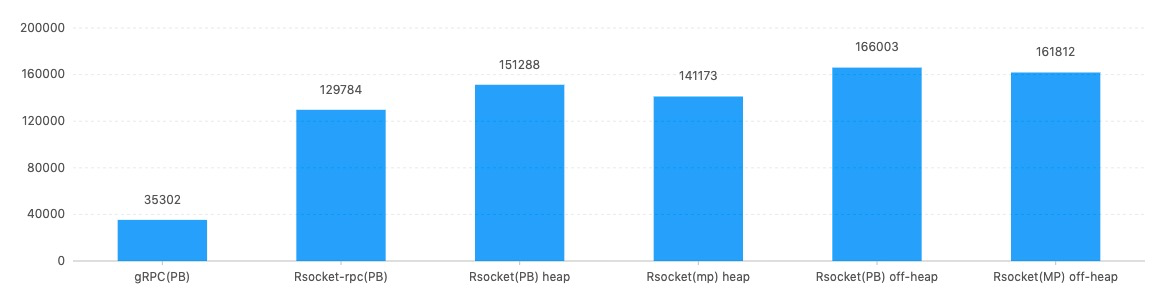 200000
160000
120000
80000
40000
0
35302
129784
151288
141173
166003
161812
gRPC(PB)
Rsocket-rpc(PB)
Rsocket(PB) heap
Rsocket(mp) heap
Rsocket(PB) off-heap
Rsocket(MP) off-heap